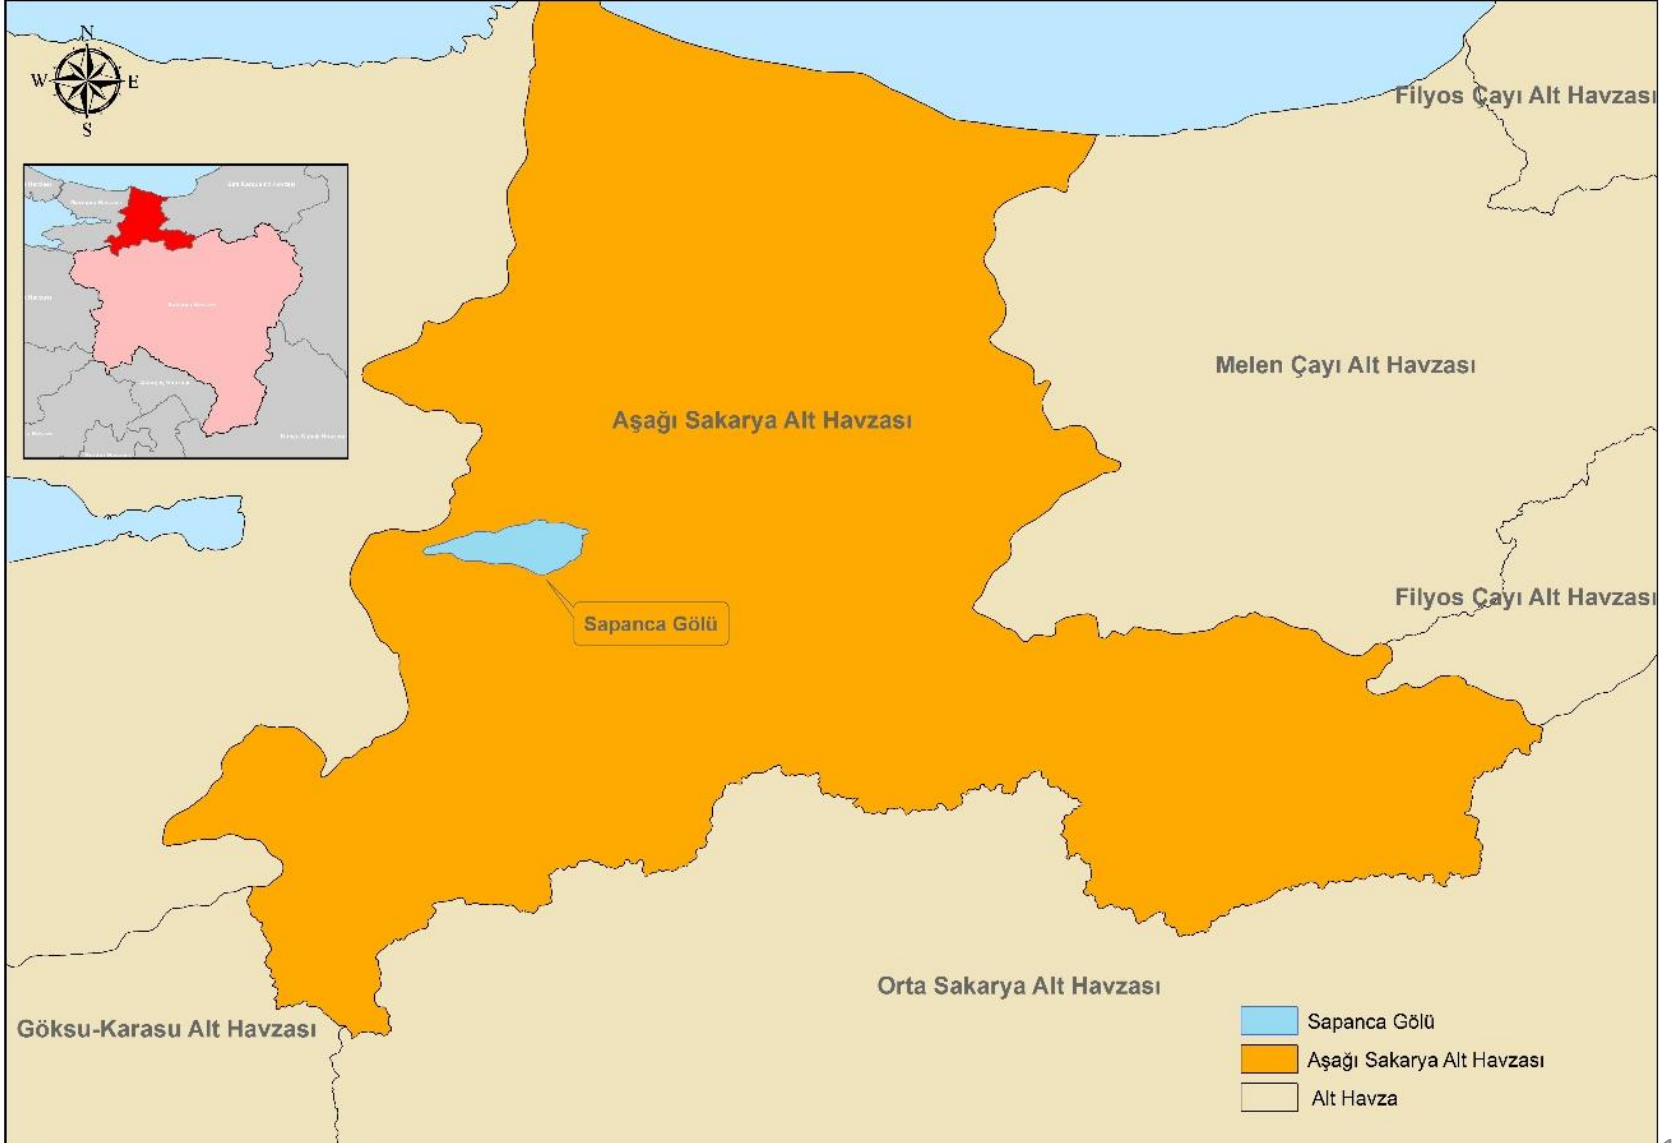 N
W E
S
Filyos Çayı Alt Havzası
Melen Çayı Alt Havzası
Aşağı Sakarya Alt Havzası
Filyos Çayı Alt Havzası
Sapanca Gölü
Orta Sakarya Alt Havzası
Göksu-Karasu Alt Havzası
Sapanca Gölü
Aşağı Sakarya Alt Havzası
Alt Havza